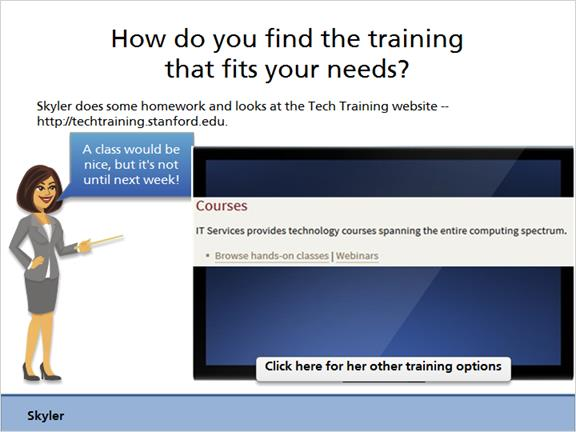 How do you find the training
that fits your needs?
Skyler does some homework and looks at the Tech Training website --
http://techtraining.stanford.edu.
A class would be
nice, but it's not
until next week!
Courses
IT Services provides technology courses spanning the entire computing spectrum.
▪ Browse hands-on classes | Webinars
Click here for her other training options
Skyler